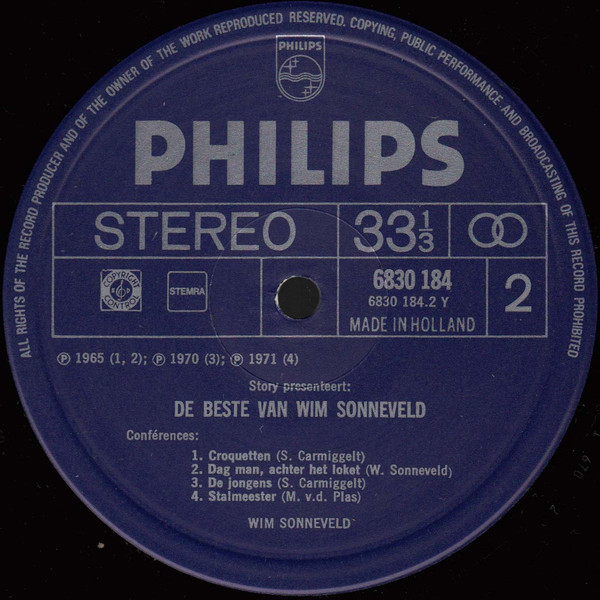 ALL RIGHTS OF THE RECORD PRODUCER AND OF THE OWNER OF THE WORK REPRODUCED RESERVED. COPYING, PUBLIC PERFORMANCE AND BROADCASTING OF THIS RECORD PROHIBITED
PHILIPS
PHILIPS
STEREO 33 1/3
COPYRIGHT CONTROL STEMRA 6830 184 2
6830 184.2 Y
MADE IN HOLLAND
Ⓟ 1965 (1, 2); Ⓟ 1970 (3); Ⓟ 1971 (4)
Story presenteert:
DE BESTE VAN WIM SONNEVELD
Conférences:
1. Croquetten (S. Carmiggelt)
2. Dag man, achter het loket (W. Sonneveld)
3. De jongens (S. Carmiggelt)
4. Stalmeester (M. v.d. Plas)
WIM SONNEVELD